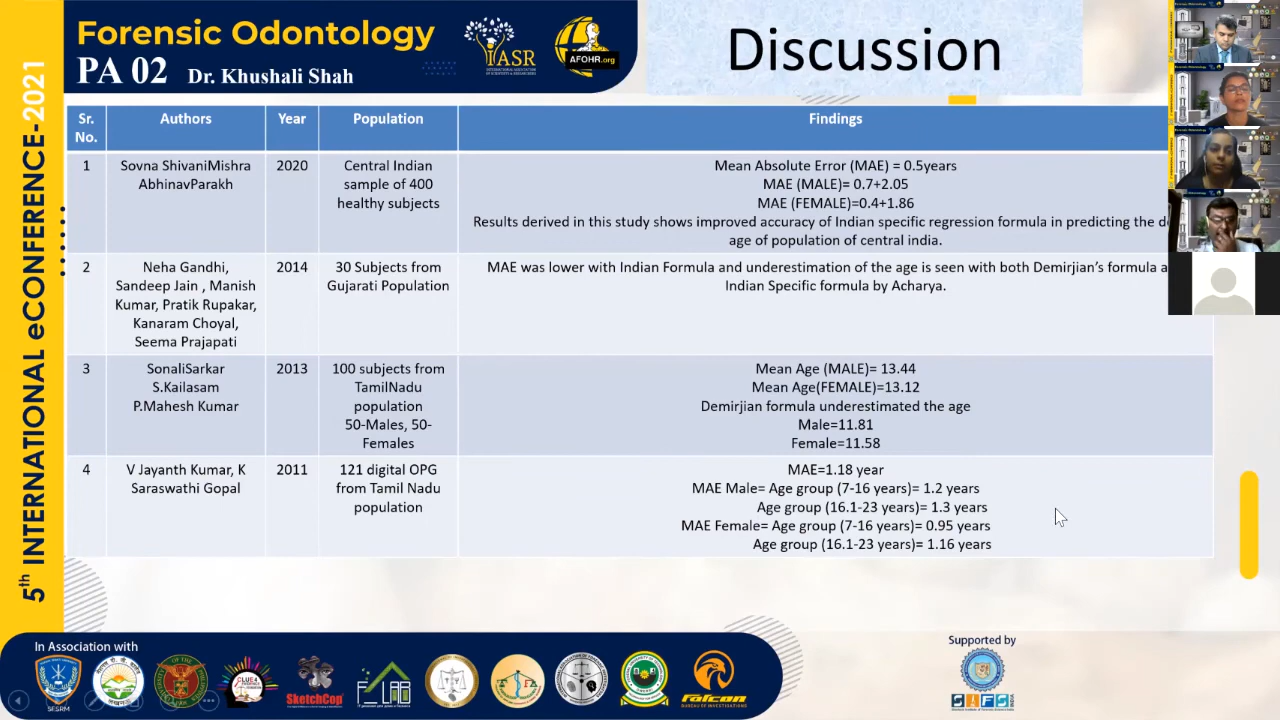 5th INTERNATIONAL eCONFERENCE-2021
Forensic Odontology
PA 02 Dr. Khushali Shah
IASR
AFOHR.org
Discussion
Sr. No.
Authors
Year
Population
Findings
1
Sovna ShivaniMishra
AbhinavParakh
2020
Central Indian
sample of 400
healthy subjects
Mean Absolute Error (MAE) = 0.5years
MAE (MALE)= 0.7+2.05
MAE (FEMALE)=0.4+1.86
Results derived in this study shows improved accuracy of Indian specific regression formula in predicting the
age of population of central india.
2
Neha Gandhi,
Sandeep Jain , Manish
Kumar, Pratik Rupakar,
Kanaram Choyal,
Seema Prajapati
2014
30 Subjects from
Gujarati Population
MAE was lower with Indian Formula and underestimation of the age is seen with both Demirjian's formula
Indian Specific formula by Acharya.
3
SonaliSarkar
S.Kailasam
P.Mahesh Kumar
2013
100 subjects from
TamilNadu
population
50-Males, 50-
Females
Mean Age (MALE)= 13.44
Mean Age(FEMALE)=13.12
Demirjian formula underestimated the age
Male=11.81
Female=11.58
4
V Jayanth Kumar, K
Saraswathi Gopal
2011
121 digital OPG
from Tamil Nadu
population
MAE=1.18 year
MAE Male= Age group (7-16 years)= 1.2 years
Age group (16.1-23 years)= 1.3 years
MAE Female= Age group (7-16 years)= 0.95 years
Age group (16.1-23 years)= 1.16 years
In Association with
SFSRM
CLUE4
SketchCop
F-LAB
Falcon
BUREAU OF INVESTIGATIONS
Supported by
SIFS INDIA